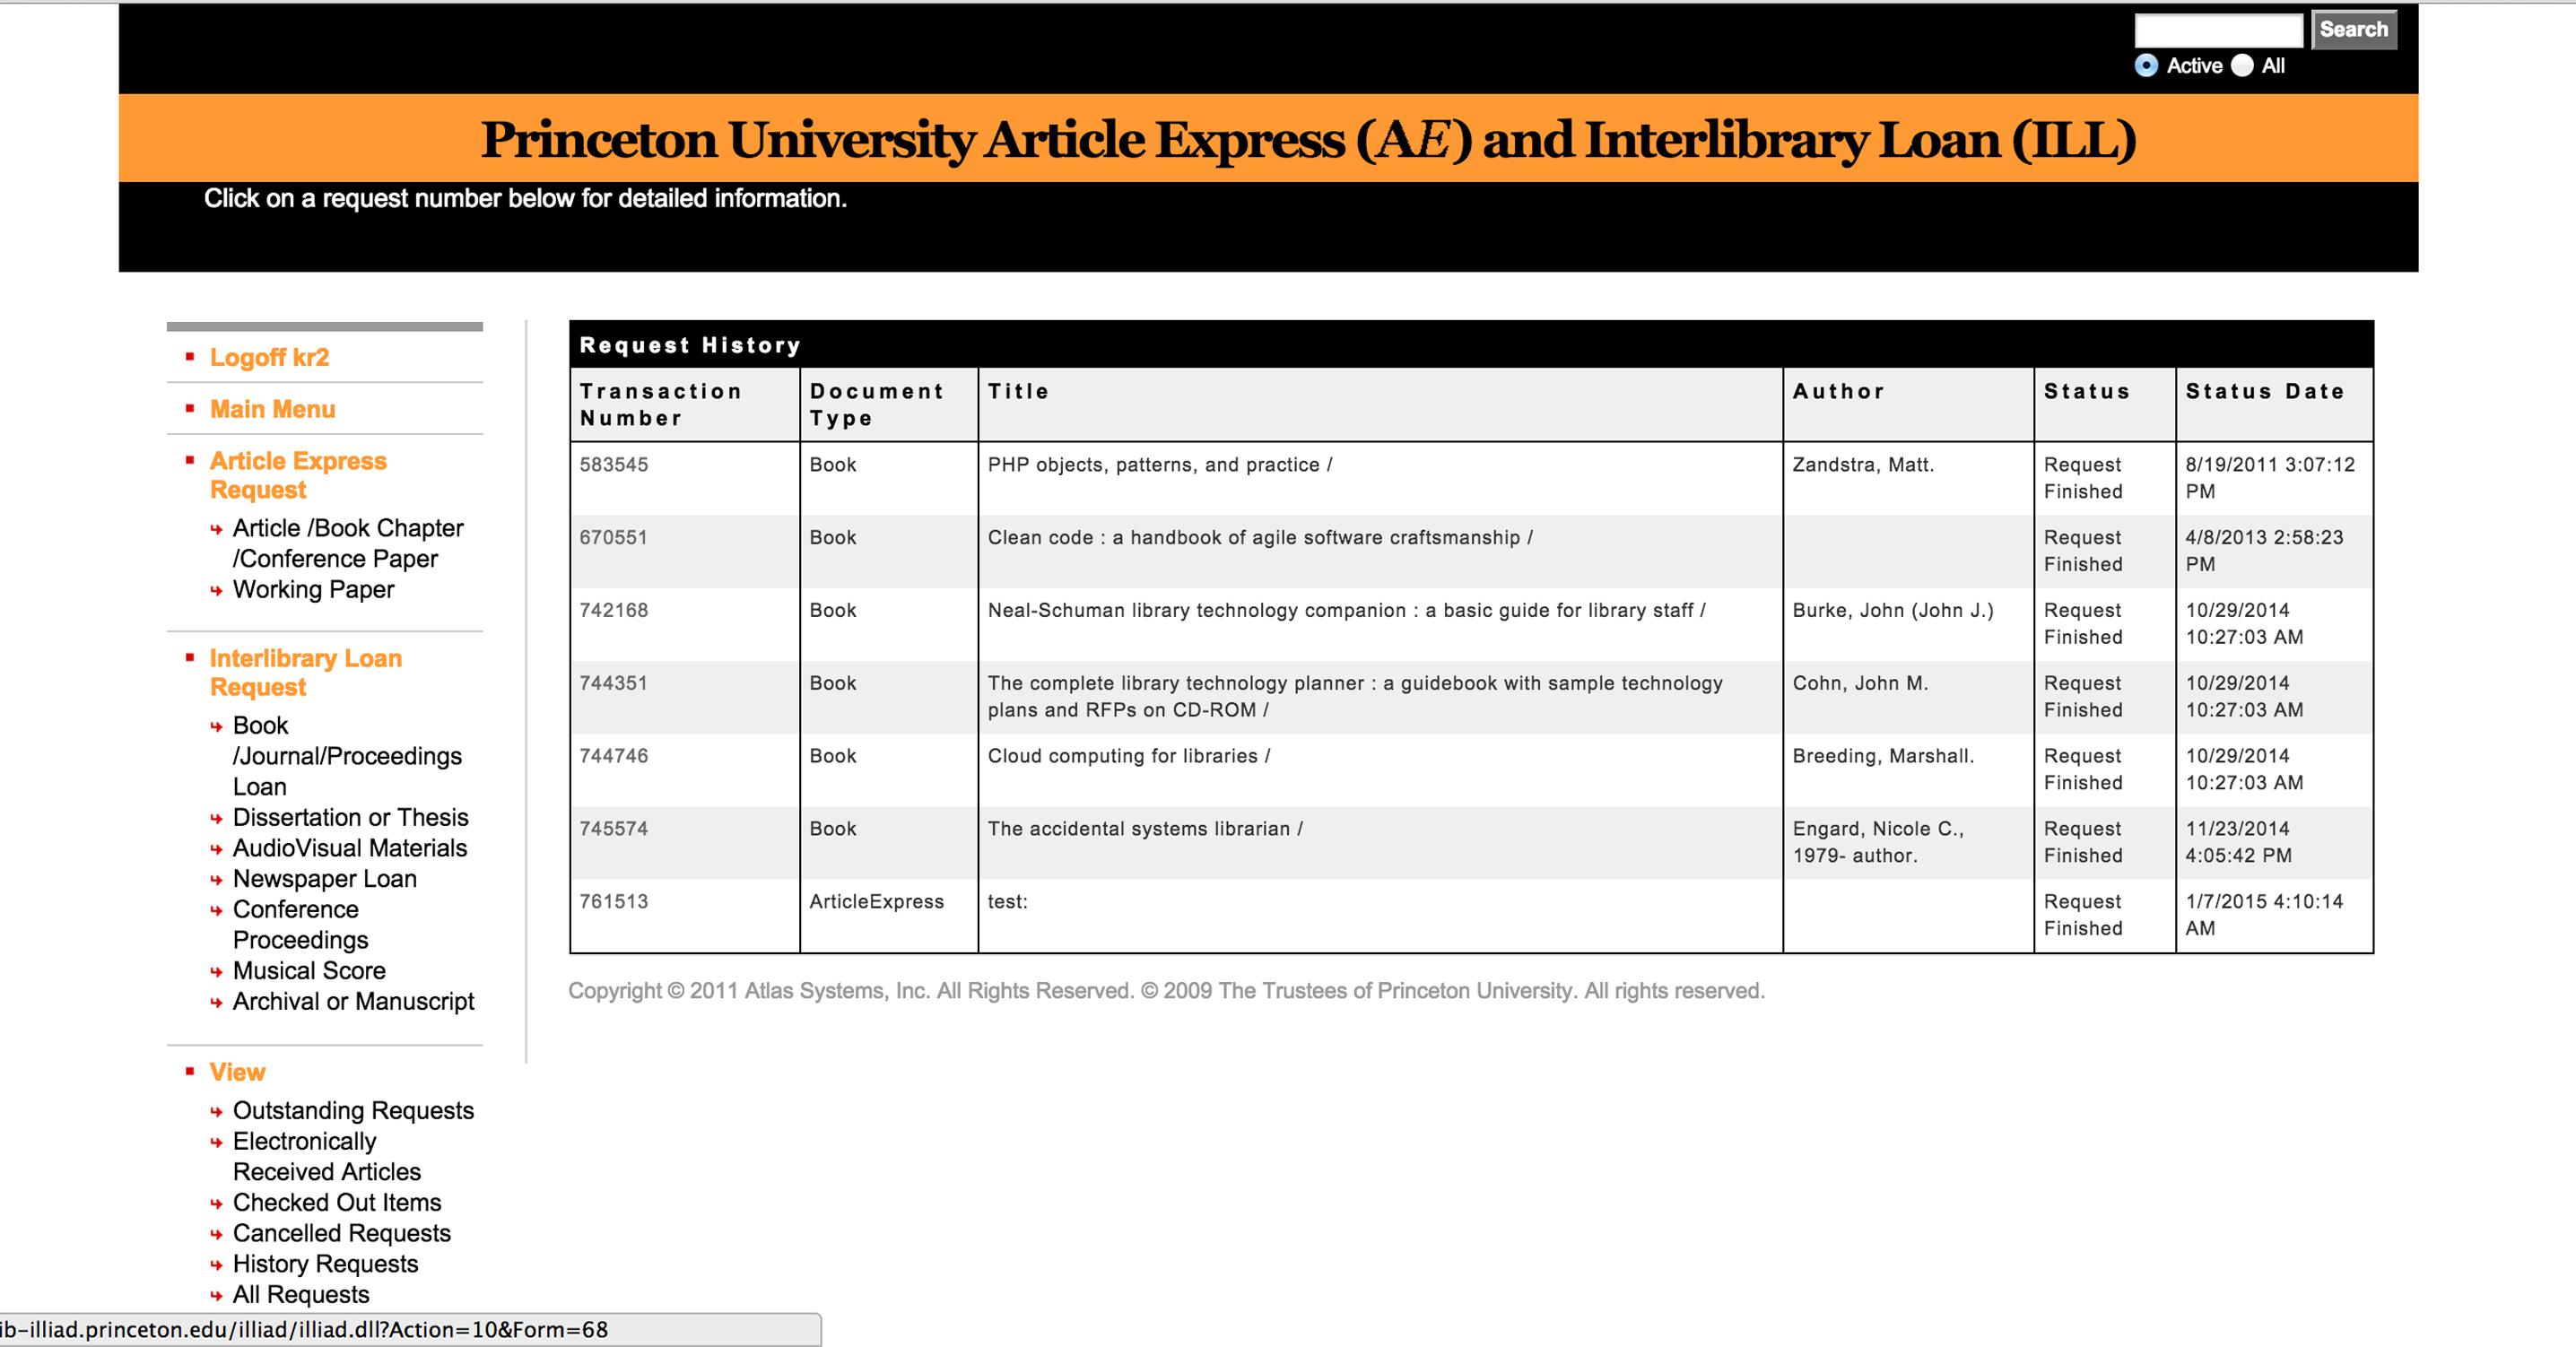 Search
Active All
Princeton University Article Express (AE) and Interlibrary Loan (ILL)
Click on a request number below for detailed information.
Logoff kr2
Main Menu
Article Express
Request
Article /Book Chapter
/Conference Paper
Working Paper
Interlibrary Loan
Request
Book
/Journal/Proceedings
Loan
Dissertation or Thesis
AudioVisual Materials
Newspaper Loan
Conference
Proceedings
Musical Score
Archival or Manuscript
View
Outstanding Requests
Electronically
Received Articles
Checked Out Items
Cancelled Requests
History Requests
All Requests
Request History
Transaction Number Document Type Title Author Status Status Date
583545 Book PHP objects, patterns, and practice / Zandstra, Matt. Request Finished 8/19/2011 3:07:12 PM
670551 Book Clean code : a handbook of agile software craftsmanship / Request Finished 4/8/2013 2:58:23 PM
742168 Book Neal-Schuman library technology companion : a basic guide for library staff / Burke, John (John J.) Request Finished 10/29/2014 10:27:03 AM
744351 Book The complete library technology planner : a guidebook with sample technology plans and RFPs on CD-ROM / Cohn, John M. Request Finished 10/29/2014 10:27:03 AM
744746 Book Cloud computing for libraries / Breeding, Marshall. Request Finished 10/29/2014 10:27:03 AM
745574 Book The accidental systems librarian / Engard, Nicole C., 1979- author. Request Finished 11/23/2014 4:05:42 PM
761513 ArticleExpress test: Request Finished 1/7/2015 4:10:14 AM
Copyright © 2011 Atlas Systems, Inc. All Rights Reserved. © 2009 The Trustees of Princeton University. All rights reserved.
ib-illiad.princeton.edu/illiad/illiad.dll?Action=10&Form=68